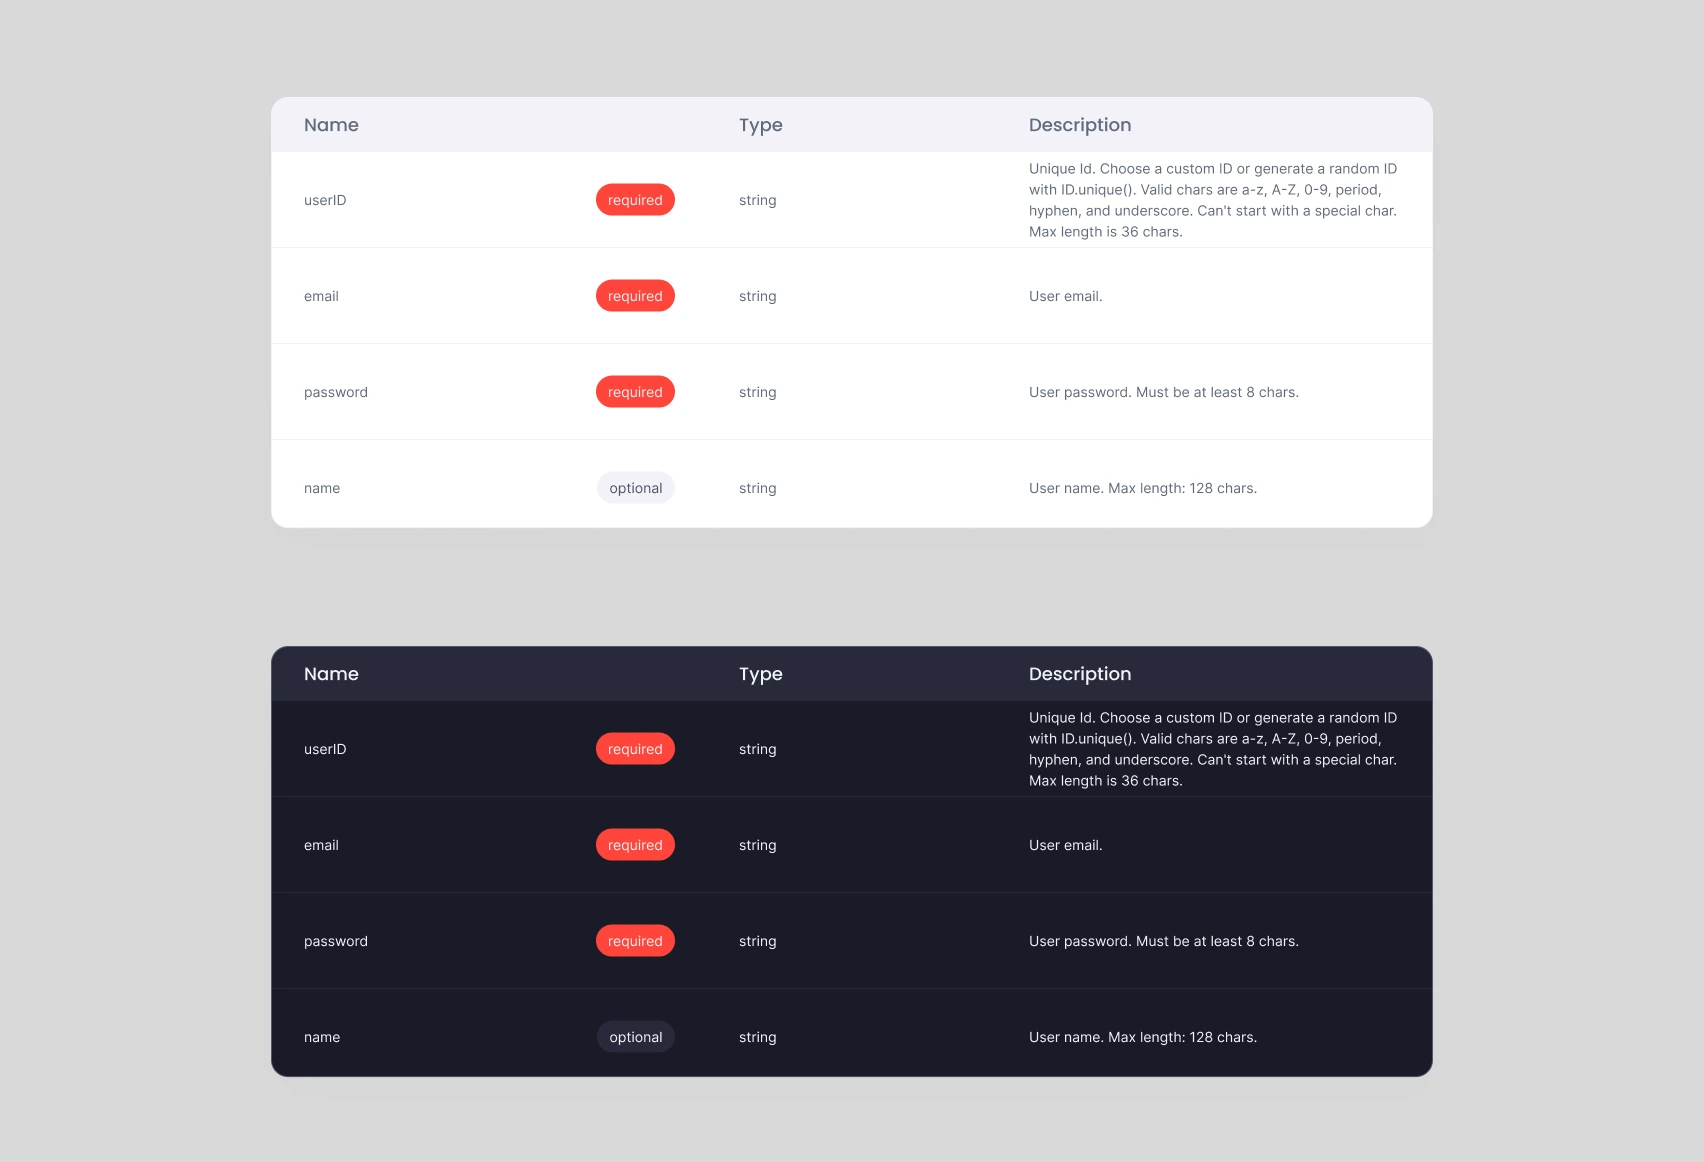 Name Type Description
userID required string Unique Id. Choose a custom ID or generate a random ID
with ID.unique(). Valid chars are a-z, A-Z, 0-9, period,
hyphen, and underscore. Can't start with a special char.
Max length is 36 chars.
email required string User email.
password required string User password. Must be at least 8 chars.
name optional string User name. Max length: 128 chars.
Name Type Description
userID required string Unique Id. Choose a custom ID or generate a random ID
with ID.unique(). Valid chars are a-z, A-Z, 0-9, period,
hyphen, and underscore. Can't start with a special char.
Max length is 36 chars.
email required string User email.
password required string User password. Must be at least 8 chars.
name optional string User name. Max length: 128 chars.